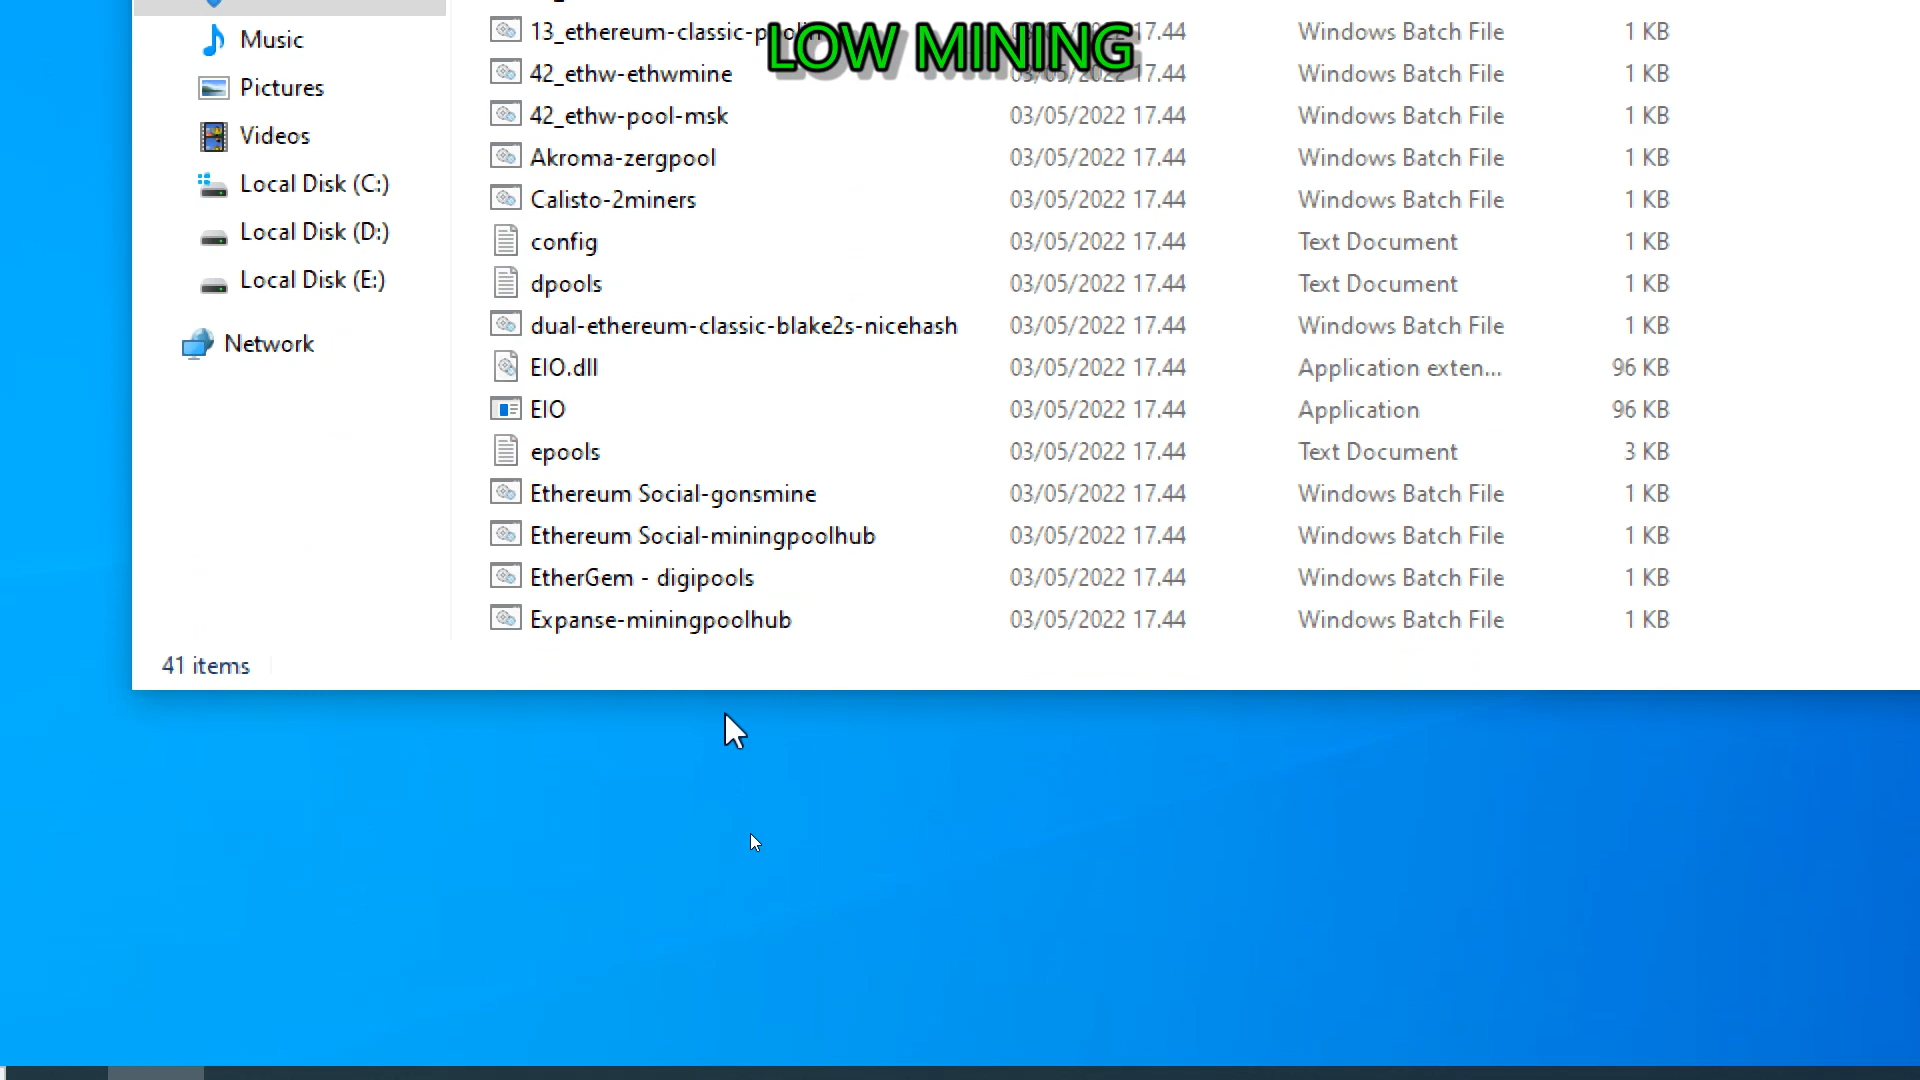 LOW MINING
Music
Pictures
Videos
Local Disk (C:)
Local Disk (D:)
Local Disk (E:)
Network
13_ethereum-classic- 17.44 Windows Batch File 1 KB
42_ethw-ethwmine 03/05/2022 17.44 Windows Batch File 1 KB
42_ethw-pool-msk 03/05/2022 17.44 Windows Batch File 1 KB
Akroma-zergpool 03/05/2022 17.44 Windows Batch File 1 KB
Calisto-2miners 03/05/2022 17.44 Windows Batch File 1 KB
config 03/05/2022 17.44 Text Document 1 KB
dpools 03/05/2022 17.44 Text Document 1 KB
dual-ethereum-classic-blake2s-nicehash 03/05/2022 17.44 Windows Batch File 1 KB
EIO.dll 03/05/2022 17.44 Application exten... 96 KB
EIO 03/05/2022 17.44 Application 96 KB
epools 03/05/2022 17.44 Text Document 3 KB
Ethereum Social-gonsmine 03/05/2022 17.44 Windows Batch File 1 KB
Ethereum Social-miningpoolhub 03/05/2022 17.44 Windows Batch File 1 KB
EtherGem - digipools 03/05/2022 17.44 Windows Batch File 1 KB
Expanse-miningpoolhub 03/05/2022 17.44 Windows Batch File 1 KB
41 items